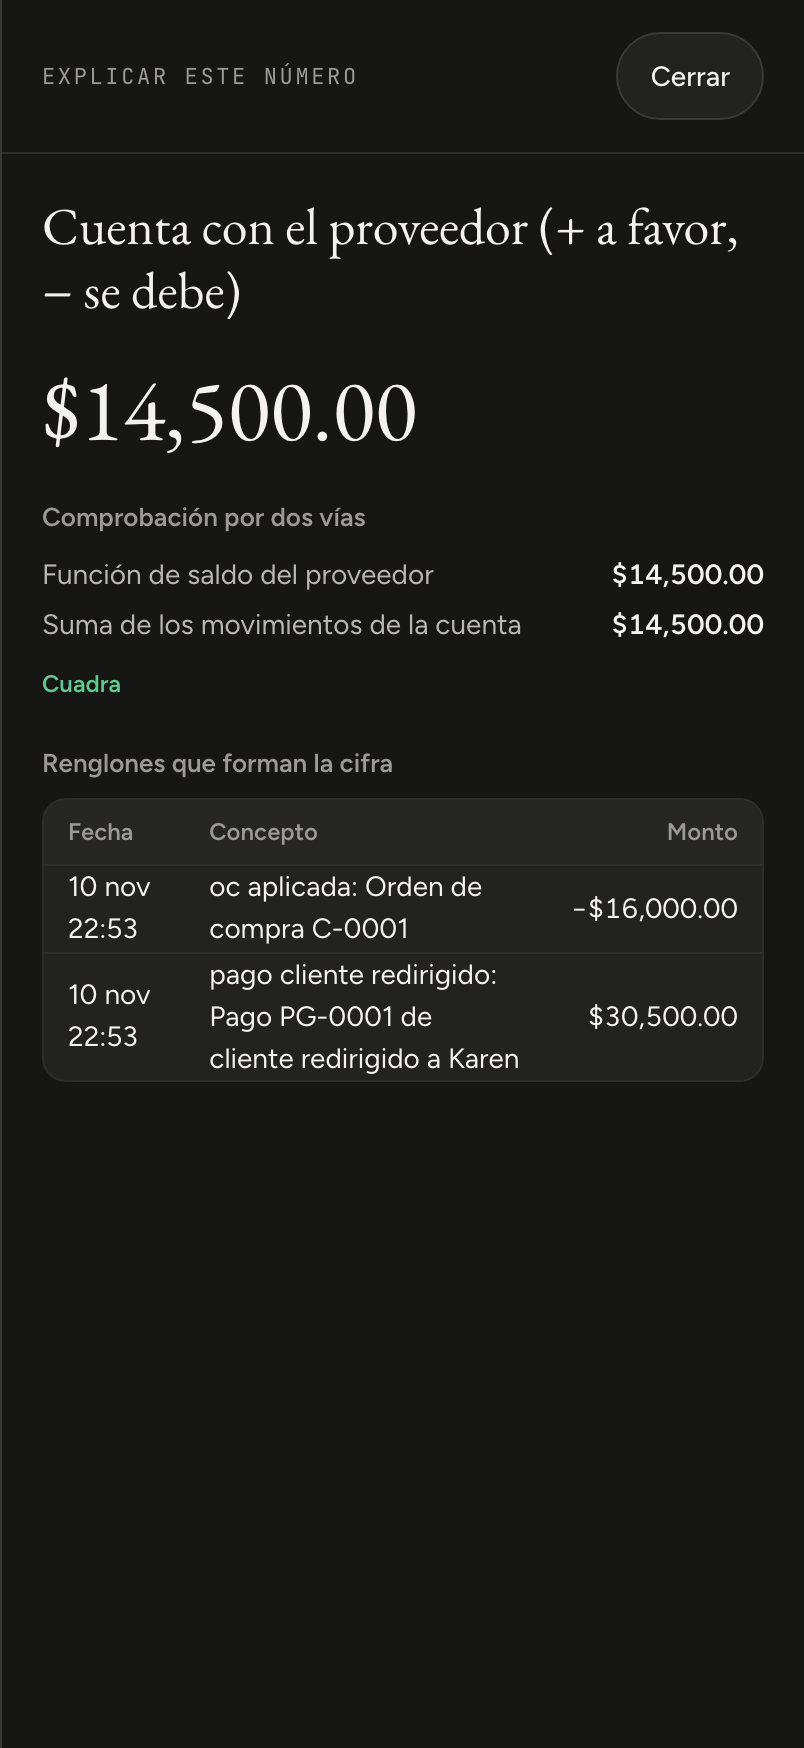 EXPLICAR ESTE NÚMERO
Cerrar
Cuenta con el proveedor (+ a favor,
− se debe)
$14,500.00
Comprobación por dos vías
Función de saldo del proveedor $14,500.00
Suma de los movimientos de la cuenta $14,500.00
Cuadra
Renglones que forman la cifra
Fecha Concepto Monto
10 nov
22:53
oc aplicada: Orden de
compra C-0001
-$16,000.00
10 nov
22:53
pago cliente redirigido:
Pago PG-0001 de
cliente redirigido a Karen
$30,500.00